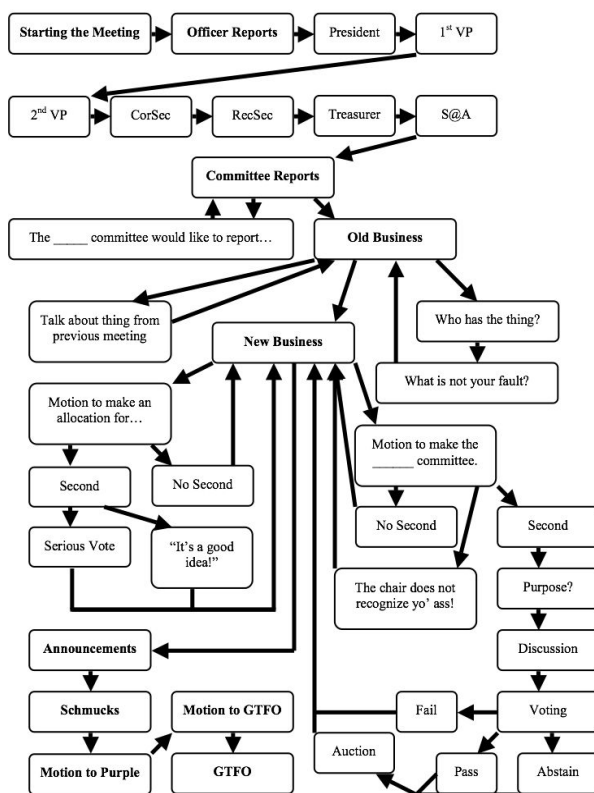 Starting the Meeting
Officer Reports
President
1st VP
2nd VP
CorSec
RecSec
Treasurer
S@A
Committee Reports
The _____ committee would like to report…
Old Business
Talk about thing from
previous meeting
Who has the thing?
New Business
What is not your fault?
Motion to make an
allocation for…
Motion to make the
______ committee.
Second
No Second
No Second
Second
Serious Vote
“It’s a good
idea!”
The chair does not
recognize yo’ ass!
Purpose?
Announcements
Discussion
Schmucks
Motion to GTFO
Fail
Voting
Auction
Motion to Purple
GTFO
Pass
Abstain